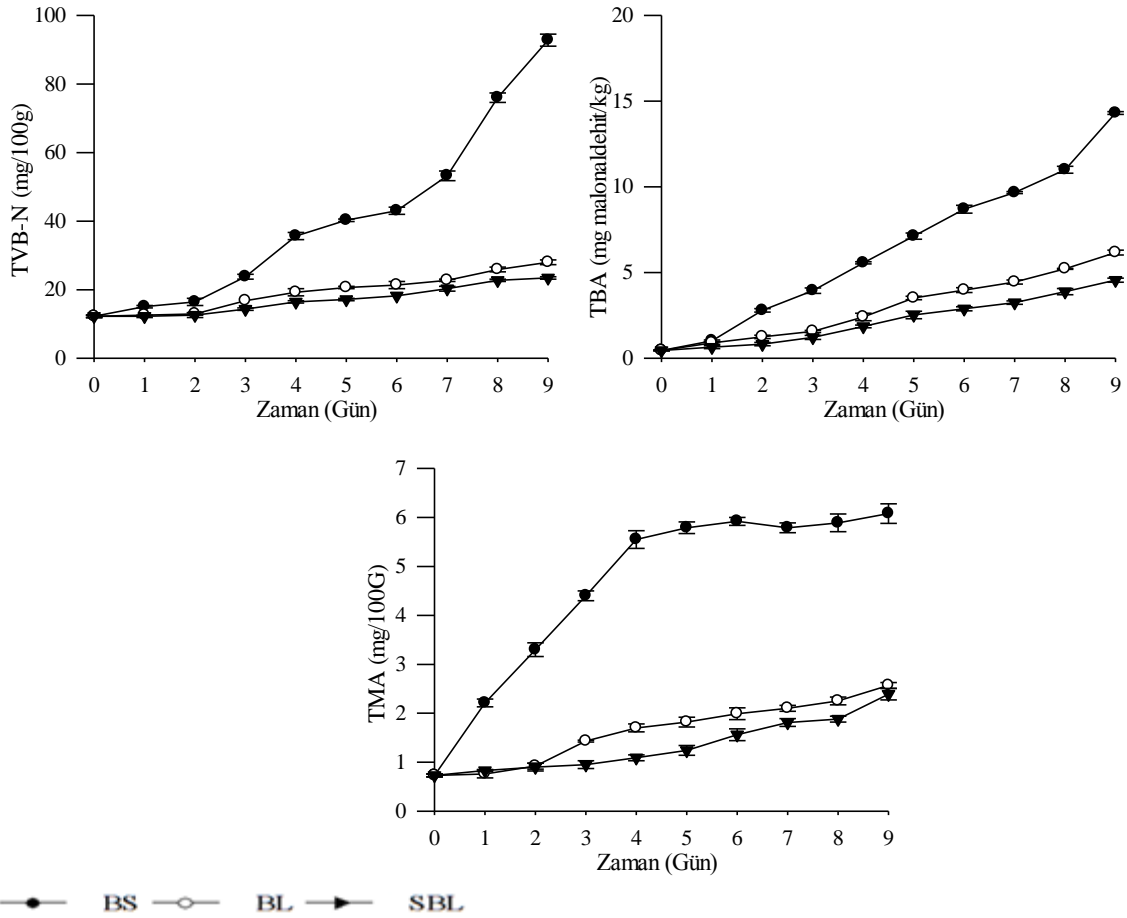 TVB-N (mg/100g)
100
80
60
40
20
0
0 1 2 3 4 5 6 7 8 9
Zaman (Gün)
TBA (mg malonaldehit/kg)
20
15
10
5
0
0 1 2 3 4 5 6 7 8 9
Zaman (Gün)
TMA (mg/100G)
7
6
5
4
3
2
1
0
0 1 2 3 4 5 6 7 8 9
Zaman (Gün)
BS BL SBL